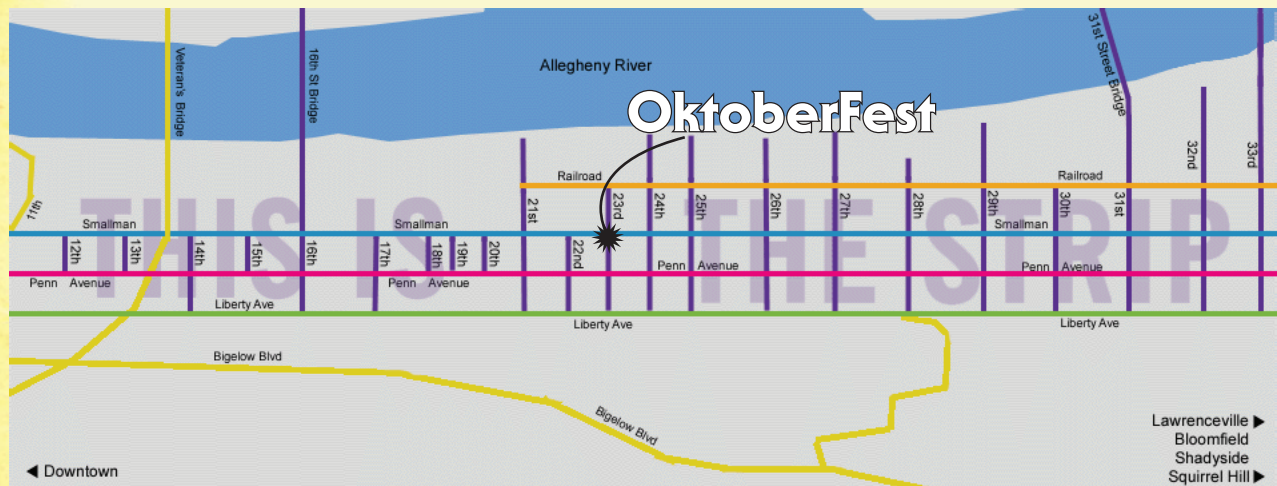 Allegheny River
OktoberFest
Veteran's Bridge
16th St Bridge
31st Street Bridge
32nd
33rd
Railroad
Railroad
11th
THIS IS THE STRIP
Smallman
Smallman
Smallman
12th
13th
14th
15th
16th
17th
18th
19th
20th
21st
22nd
23rd
24th
25th
26th
27th
28th
29th
30th
31st
Penn Avenue
Penn Avenue
Penn Avenue
Penn Avenue
Liberty Ave
Liberty Ave
Liberty Ave
Bigelow Blvd
Bigelow Blvd
Downtown
Lawrenceville
Bloomfield
Shadyside
Squirrel Hill